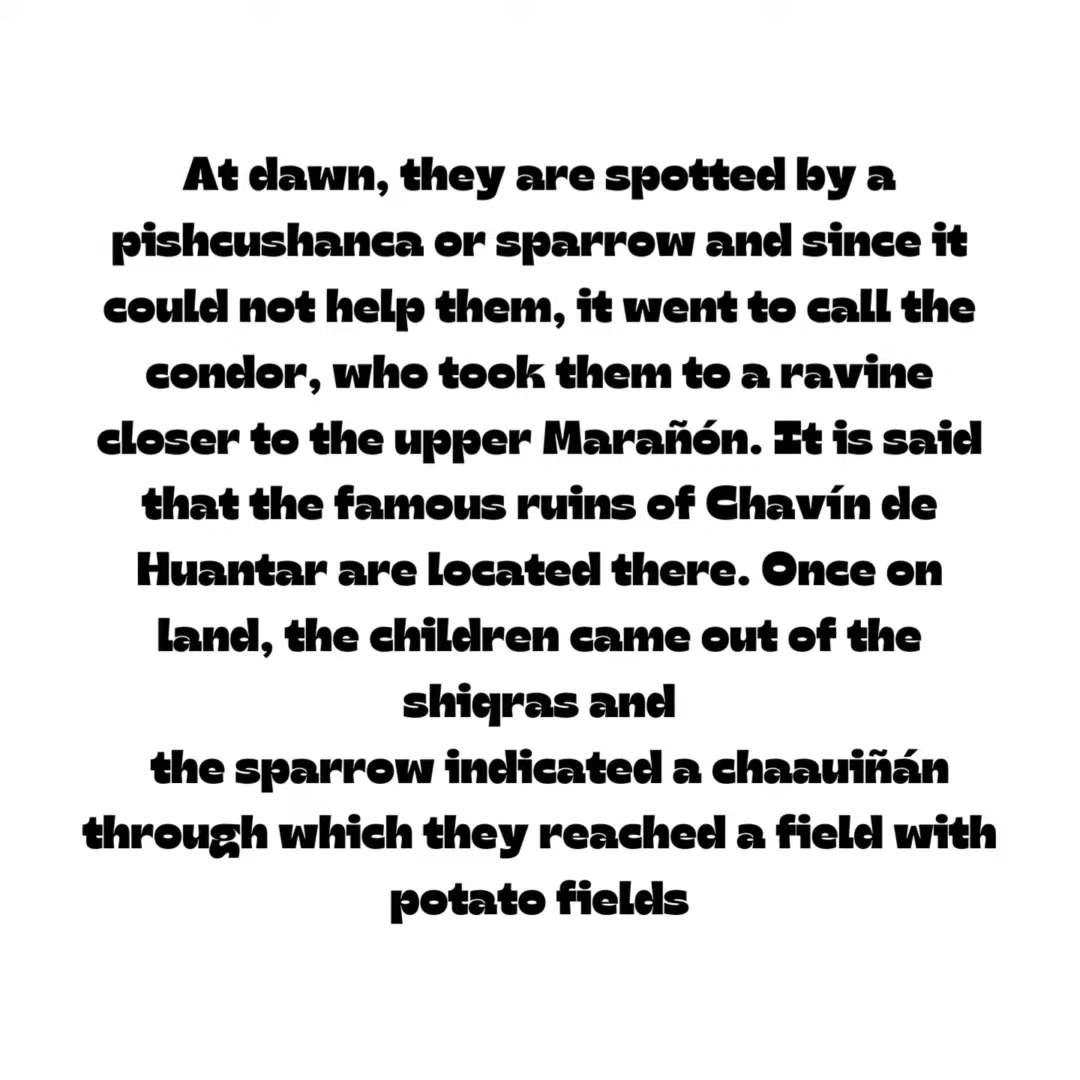 At dawn, they are spotted by a
pishcushanca or sparrow and since it
could not help them, it went to call the
condor, who took them to a ravine
closer to the upper Marañón. It is said
that the famous ruins of Chavín de
Huantar are located there. Once on
land, the children came out of the
shiqras and
the sparrow indicated a chaauiñán
through which they reached a field with
potato fields